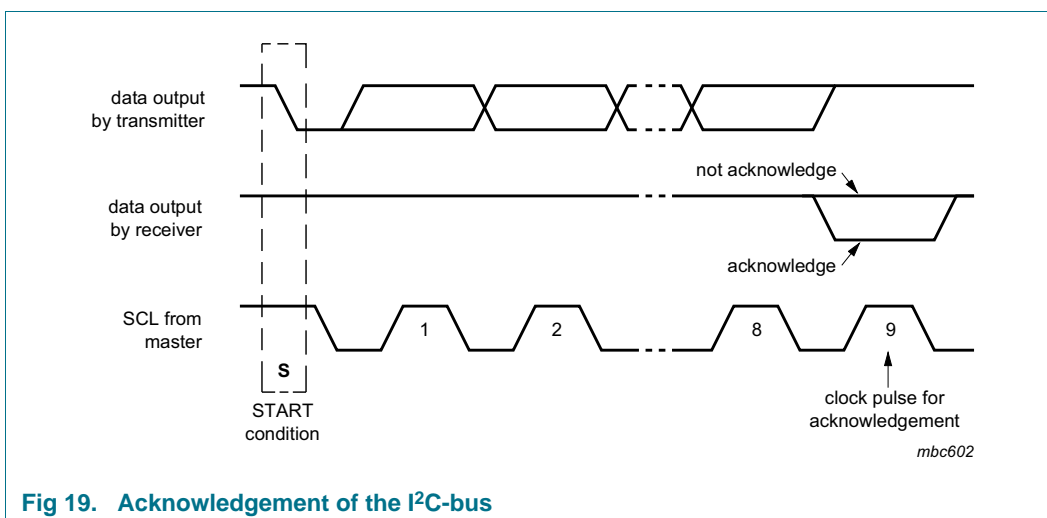 data output
by transmitter
not acknowledge
data output
by receiver
acknowledge
SCL from
master
1
2
8
9
S
START
condition
clock pulse for
acknowledgement
mbc602
Fig 19. Acknowledgement of the I²C-bus